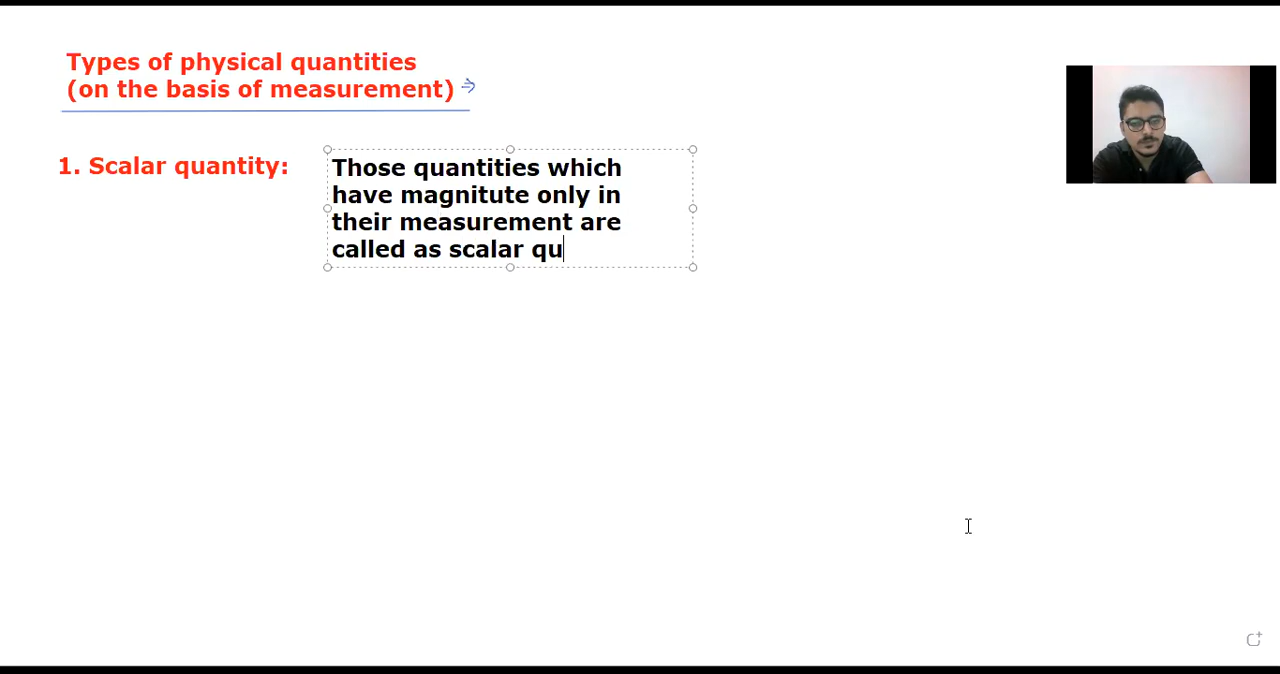 Types of physical quantities
(on the basis of measurement)
1. Scalar quantity:
Those quantities which
have magnitute only in
their measurement are
called as scalar qu